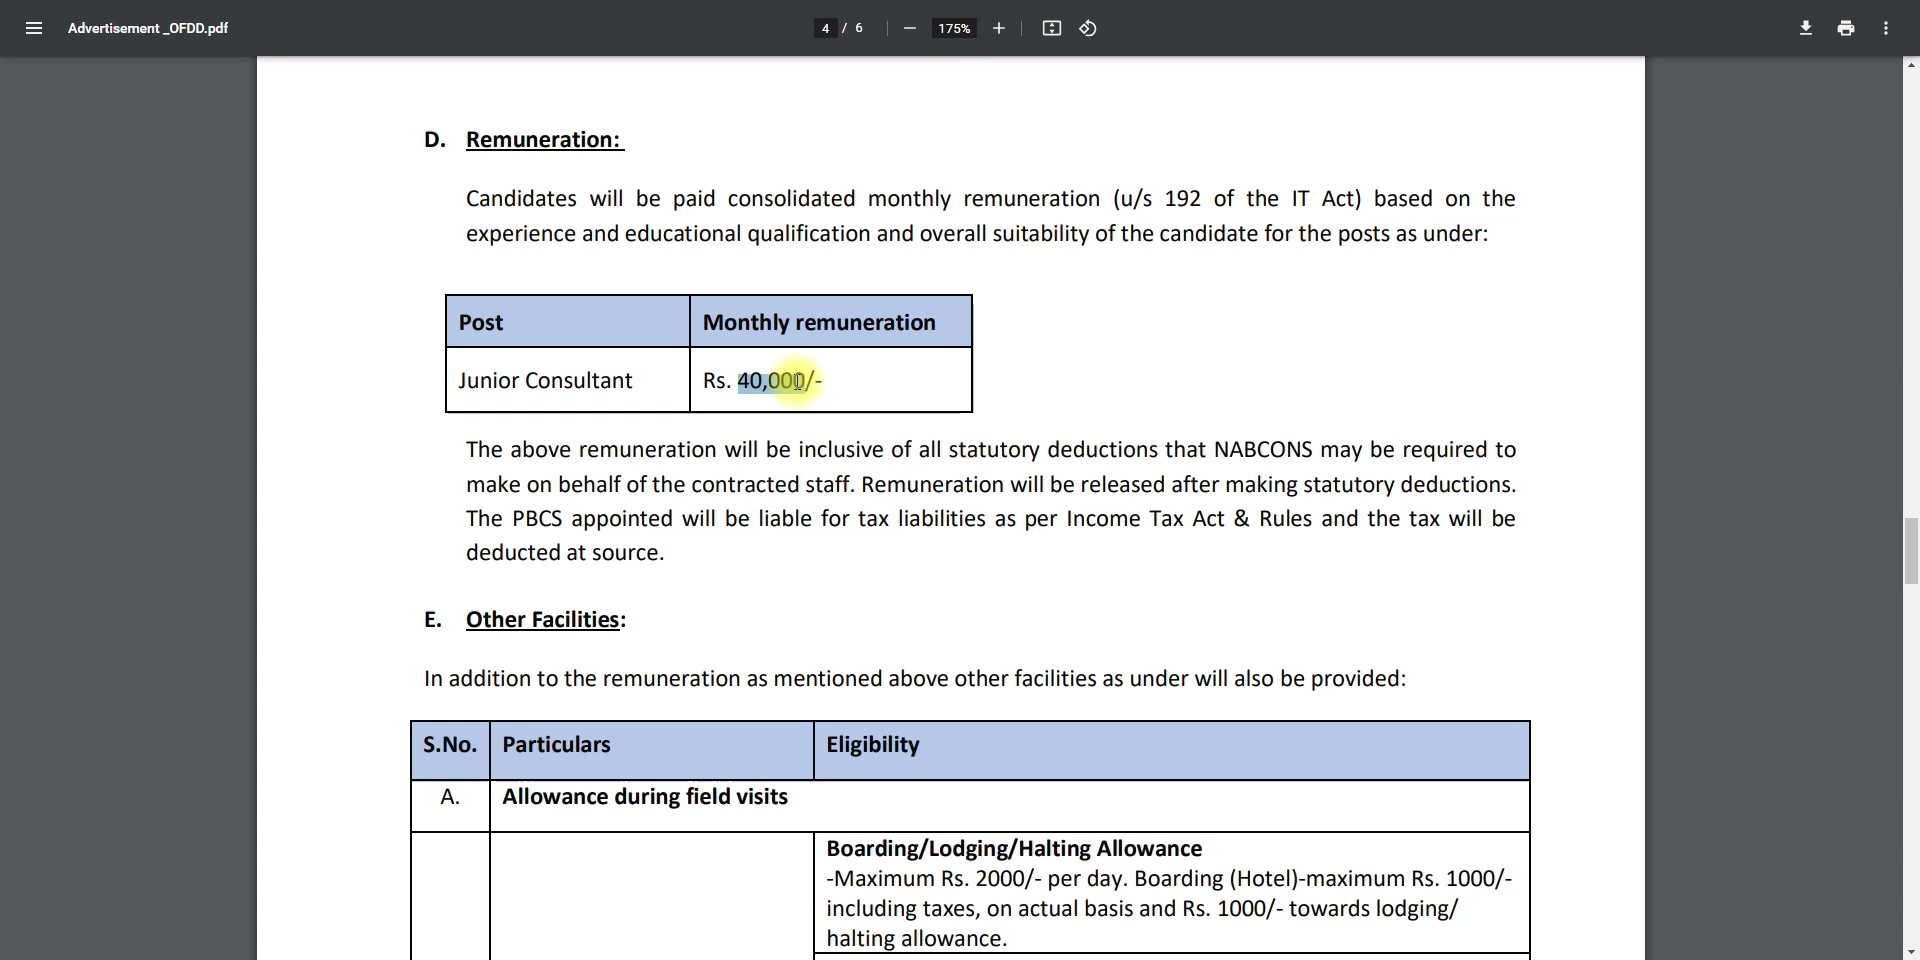 Advertisement _OFDD.pdf
4 / 6
175%
D. Remuneration:
Candidates will be paid consolidated monthly remuneration (u/s 192 of the IT Act) based on the
experience and educational qualification and overall suitability of the candidate for the posts as under:
Post Monthly remuneration
Junior Consultant Rs. 40,000/-
The above remuneration will be inclusive of all statutory deductions that NABCONS may be required to
make on behalf of the contracted staff. Remuneration will be released after making statutory deductions.
The PBCS appointed will be liable for tax liabilities as per Income Tax Act & Rules and the tax will be
deducted at source.
E. Other Facilities:
In addition to the remuneration as mentioned above other facilities as under will also be provided:
S.No. Particulars Eligibility
A. Allowance during field visits
Boarding/Lodging/Halting Allowance
-Maximum Rs. 2000/- per day. Boarding (Hotel)-maximum Rs. 1000/-
including taxes, on actual basis and Rs. 1000/- towards lodging/
halting allowance.